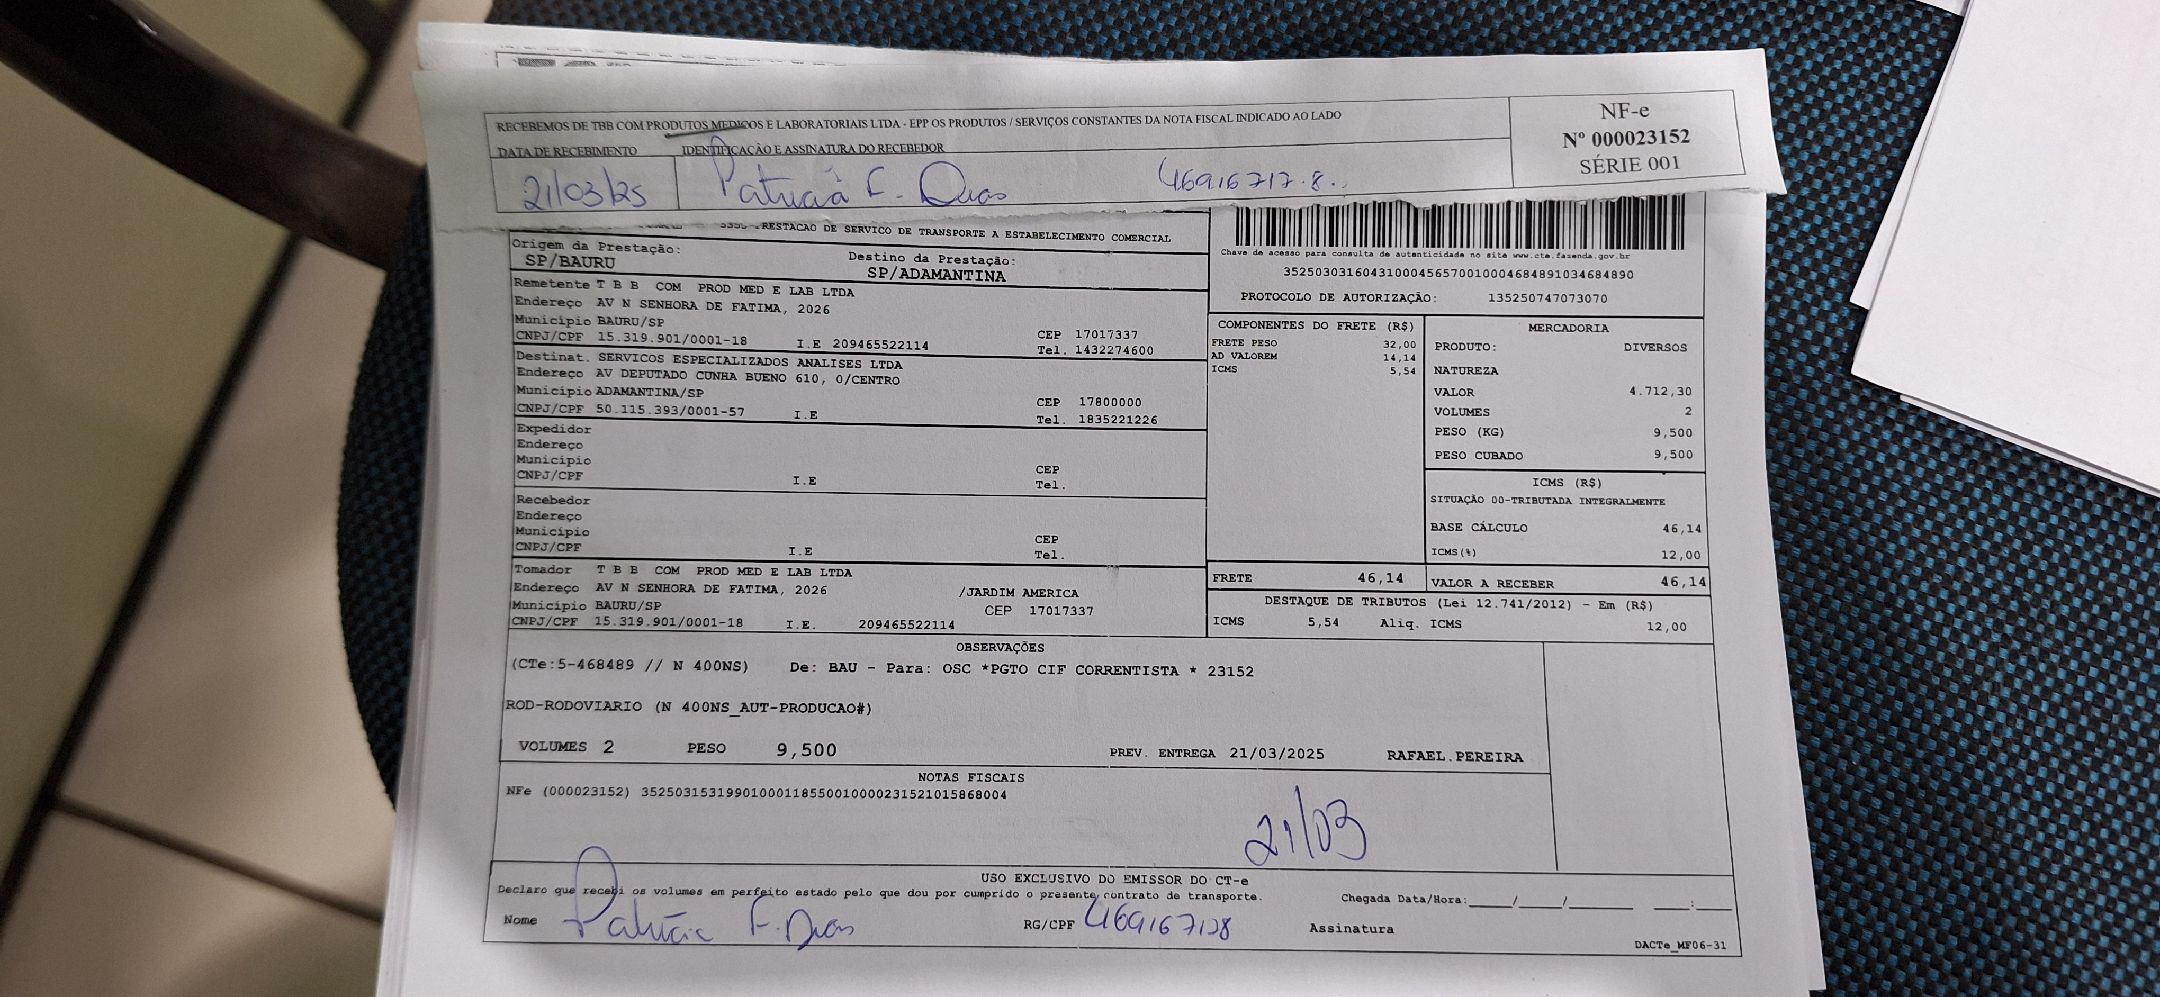 RECEBEMOS DE TBB COM PRODUTOS MEDICOS E LABORATORIAIS LTDA - EPP OS PRODUTOS / SERVIÇOS CONSTANTES DA NOTA FISCAL INDICADO AO LADO
NF-e
Nº 000023152
SÉRIE 001
DATA DE RECEBIMENTO IDENTIFICAÇÃO E ASSINATURA DO RECEBEDOR
21/03/25 Patricia F. Dias 46916717.8
PRESTACAO DE SERVICO DE TRANSPORTE A ESTABELECIMENTO COMERCIAL
Origem da Prestação: Destino da Prestação:
SP/BAURU SP/ADAMANTINA
Chave de acesso para consulta de autenticidade no site www.cte.fazenda.gov.br
35250303160431000456570010004684891034684890
PROTOCOLO DE AUTORIZAÇÃO: 135250747073070
Remetente T B B COM PROD MED E LAB LTDA
Endereço AV N SENHORA DE FATIMA, 2026
Município BAURU/SP CEP 17017337
CNPJ/CPF 15.319.901/0001-18 I.E 209465522114 Tel. 1432274600
Destinat. SERVICOS ESPECIALIZADOS ANALISES LTDA
Endereço AV DEPUTADO CUNHA BUENO 610, 0/CENTRO
Município ADAMANTINA/SP CEP 17800000
CNPJ/CPF 50.115.393/0001-57 I.E Tel. 1835221226
Expedidor
Endereço
Município CEP
CNPJ/CPF I.E Tel.
Recebedor
Endereço
Município CEP
CNPJ/CPF I.E Tel.
Tomador T B B COM PROD MED E LAB LTDA
Endereço AV N SENHORA DE FATIMA, 2026 /JARDIM AMERICA
Município BAURU/SP CEP 17017337
CNPJ/CPF 15.319.901/0001-18 I.E. 209465522114
COMPONENTES DO FRETE (R$)
FRETE PESO 32,00
AD VALOREM 14,14
ICMS 5,54
FRETE 46,14
MERCADORIA
PRODUTO: DIVERSOS
NATUREZA
VALOR 4.712,30
VOLUMES 2
PESO (KG) 9,500
PESO CUBADO 9,500
ICMS (R$)
SITUAÇÃO 00-TRIBUTADA INTEGRALMENTE
BASE CÁLCULO 46,14
ICMS(%) 12,00
VALOR A RECEBER 46,14
DESTAQUE DE TRIBUTOS (Lei 12.741/2012) - Em (R$)
ICMS 5,54 Aliq. ICMS 12,00
OBSERVAÇÕES
(CTe:5-468489 // N 400NS) De: BAU - Para: OSC *PGTO CIF CORRENTISTA * 23152
ROD-RODOVIARIO (N 400NS_AUT-PRODUCAO#)
VOLUMES 2 PESO 9,500 PREV. ENTREGA 21/03/2025 RAFAEL.PEREIRA
NOTAS FISCAIS
NFe (000023152) 35250315319901000118550010000231521015868004
21/03
USO EXCLUSIVO DO EMISSOR DO CT-e
Declaro que recebi os volumes em perfeito estado pelo que dou por cumprido o presente contrato de transporte. Chegada Data/Hora:____/____/______ ____:____
Nome Patricia F. Dias RG/CPF 469167178 Assinatura
DACTe_MF06-31